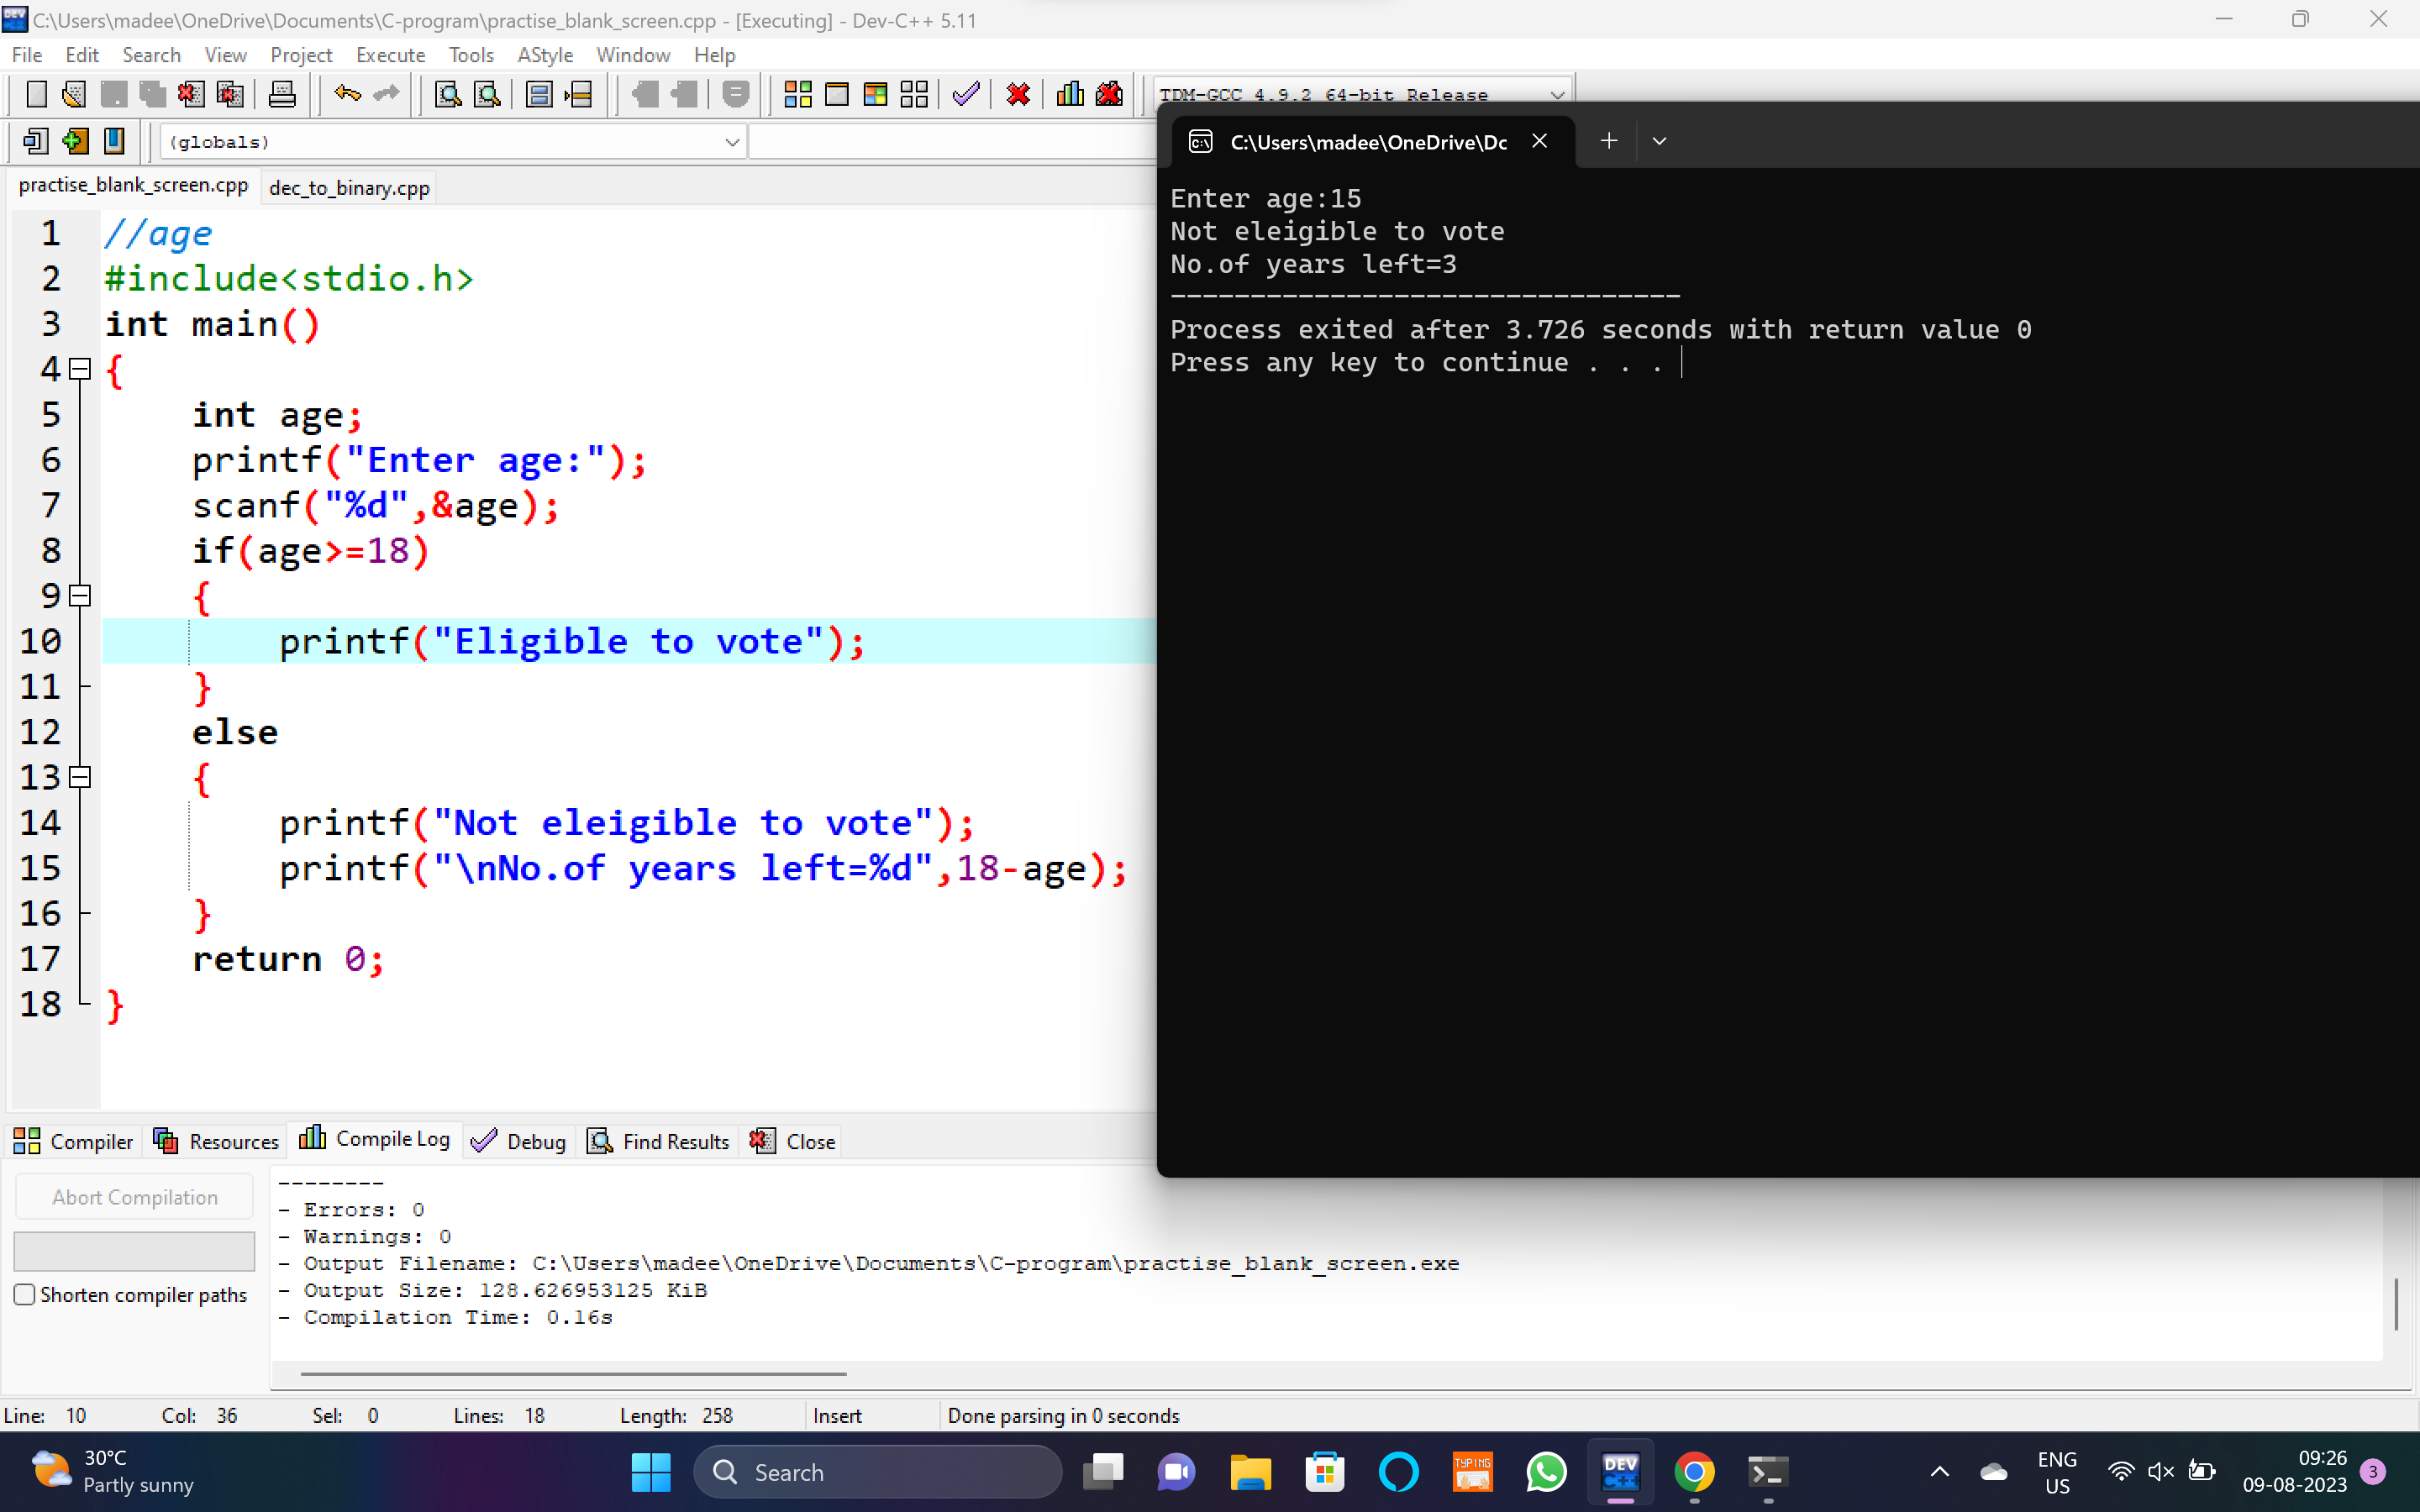 C:\Users\madee\OneDrive\Documents\C-program\practise_blank_screen.cpp - [Executing] - Dev-C++ 5.11
File Edit Search View Project Execute Tools AStyle Window Help
TDM-GCC 4.9.2 64-bit Release
(globals)
practise_blank_screen.cpp dec_to_binary.cpp
1 //age
2 #include<stdio.h>
3 int main()
4 {
5 int age;
6 printf("Enter age:");
7 scanf("%d",&age);
8 if(age>=18)
9 {
10 printf("Eligible to vote");
11 }
12 else
13 {
14 printf("Not eleigible to vote");
15 printf("\nNo.of years left=%d",18-age);
16 }
17 return 0;
18 }
C:\Users\madee\OneDrive\Dc
Enter age:15
Not eleigible to vote
No.of years left=3
--------------------------------
Process exited after 3.726 seconds with return value 0
Press any key to continue . . .
Compiler Resources Compile Log Debug Find Results Close
Abort Compilation
Shorten compiler paths
--------
- Errors: 0
- Warnings: 0
- Output Filename: C:\Users\madee\OneDrive\Documents\C-program\practise_blank_screen.exe
- Output Size: 128.626953125 KiB
- Compilation Time: 0.16s
Line: 10 Col: 36 Sel: 0 Lines: 18 Length: 258 Insert Done parsing in 0 seconds
30°C
Partly sunny
Search
TYPING
DEV
C++
ENG
US
09:26
09-08-2023
3